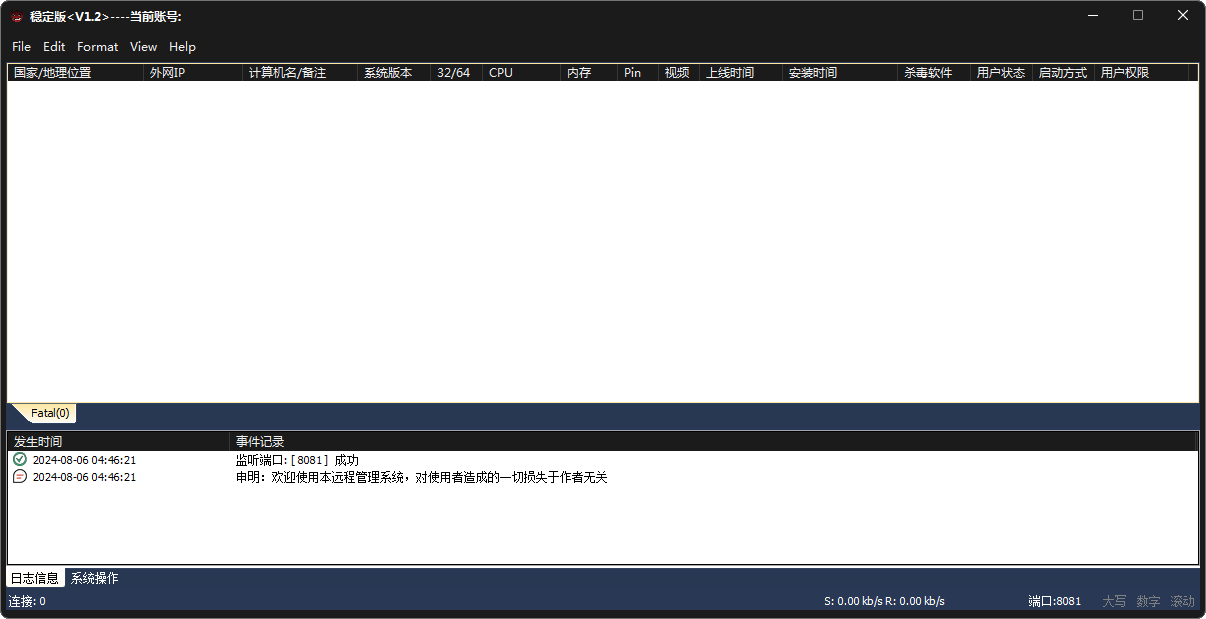 稳定版<V1.2>----当前账号:
File Edit Format View Help
国家/地理位置 外网IP 计算机名/备注 系统版本 32/64 CPU 内存 Pin 视频 上线时间 安装时间 杀毒软件 用户状态 启动方式 用户权限
Fatal(0)
发生时间 事件记录
2024-08-06 04:46:21 监听端口:[8081] 成功
2024-08-06 04:46:21 申明：欢迎使用本远程管理系统，对使用者造成的一切损失于作者无关
日志信息 系统操作
连接: 0 S: 0.00 kb/s R: 0.00 kb/s 端口:8081 大写 数字 滚动